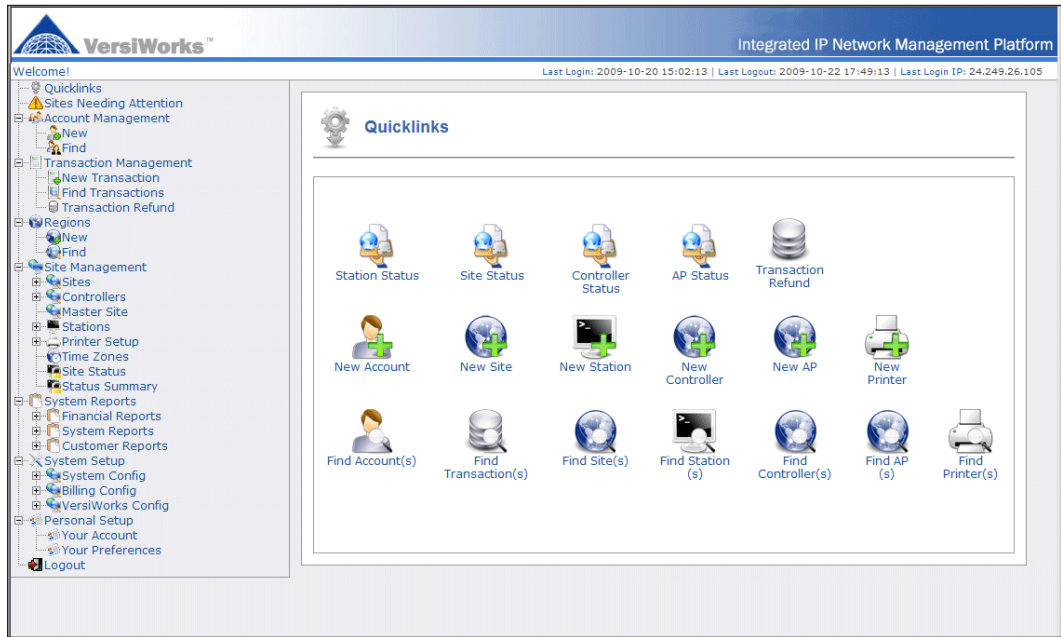 VersiWorks™
Integrated IP Network Management Platform
Welcome!
Last Login: 2009-10-20 15:02:13 | Last Logout: 2009-10-22 17:49:13 | Last Login IP: 24.249.26.105
Quicklinks
Sites Needing Attention
Account Management
New
Find
Transaction Management
New Transaction
Find Transactions
Transaction Refund
Regions
New
Find
Site Management
Sites
Controllers
Master Site
Stations
Printer Setup
Time Zones
Site Status
Status Summary
System Reports
Financial Reports
System Reports
Customer Reports
System Setup
System Config
Billing Config
VersiWorks Config
Personal Setup
Your Account
Your Preferences
Logout
Quicklinks
Station Status
Site Status
Controller
Status
AP Status
Transaction
Refund
New Account
New Site
New Station
New
Controller
New AP
New
Printer
Find Account(s)
Find
Transaction(s)
Find Site(s)
Find Station
(s)
Find
Controller(s)
Find AP
(s)
Find
Printer(s)